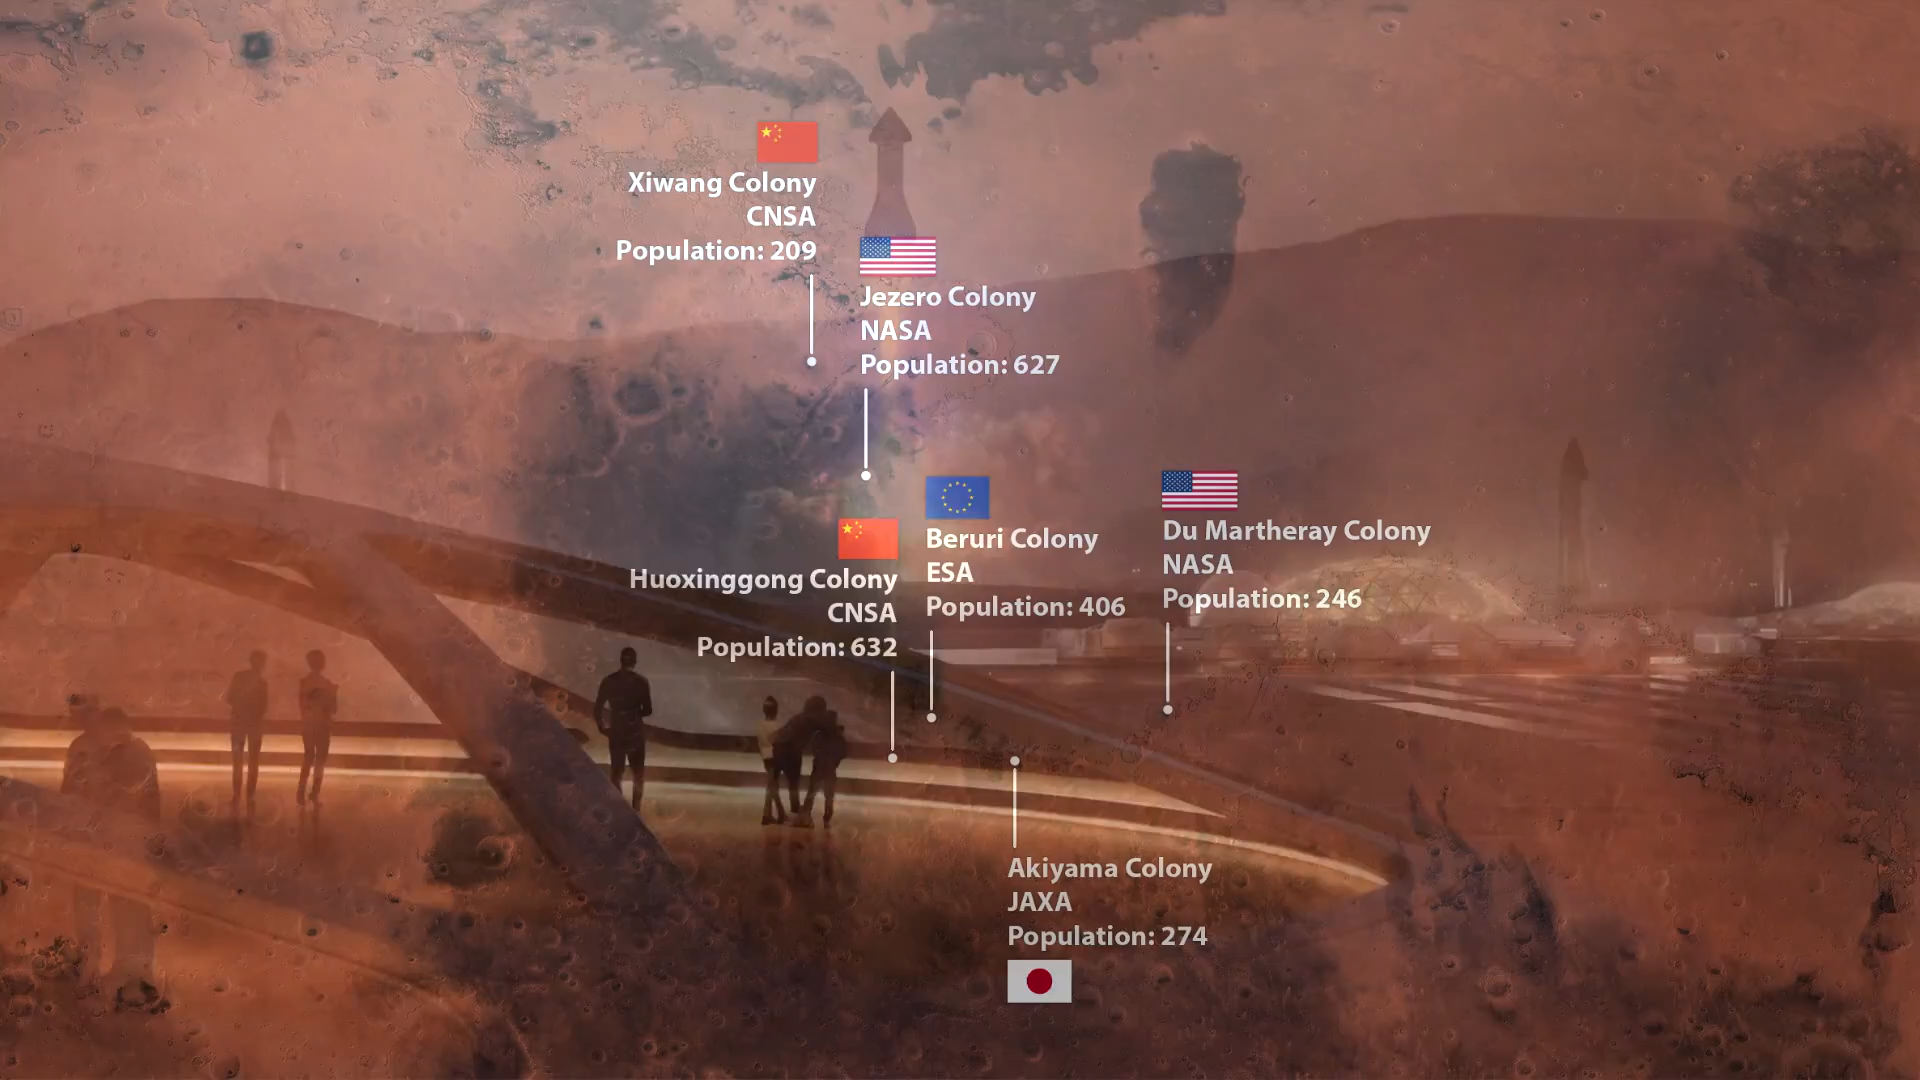 Xiwang Colony
CNSA
Population: 209
Jezero Colony
NASA
Population: 627
Huoxinggong Colony
CNSA
Population: 632
Beruri Colony
ESA
Population: 406
Du Martheray Colony
NASA
Population: 246
Akiyama Colony
JAXA
Population: 274